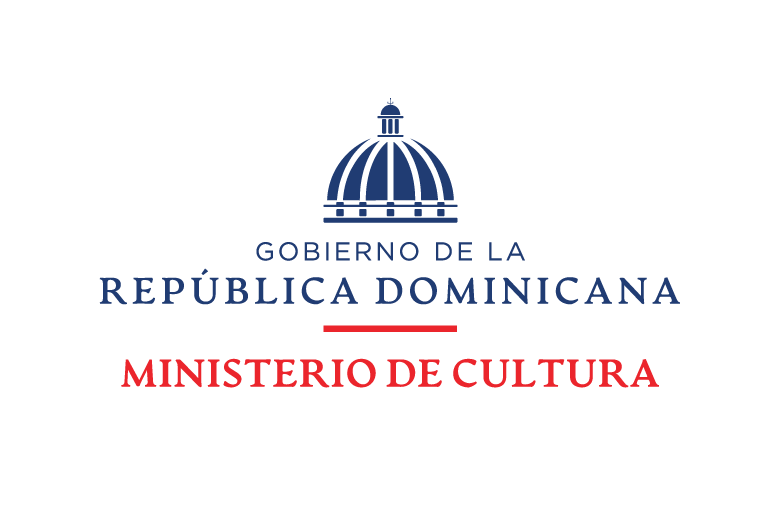 GOBIERNO DE LA
REPÚBLICA DOMINICANA
MINISTERIO DE CULTURA